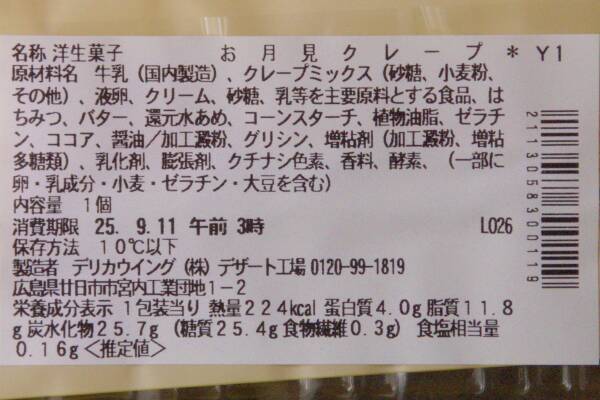 名称 洋生菓子 お月見クレープ＊Ｙ１
原材料名 牛乳（国内製造）、クレープミックス（砂糖、小麦粉、
その他）、液卵、クリーム、砂糖、乳等を主要原料とする食品、は
ちみつ、バター、還元水あめ、コーンスターチ、植物油脂、ゼラチ
ン、ココア、醤油／加工澱粉、グリシン、増粘剤（加工澱粉、増粘
多糖類）、乳化剤、膨張剤、クチナシ色素、香料、酵素、（一部に
卵・乳成分・小麦・ゼラチン・大豆を含む）
内容量 １個
消費期限 25. 9.11 午前 3時 L026
保存方法 １０℃以下
製造者 デリカウイング（株）デザート工場 0120-99-1819
広島県廿日市市宮内工業団地１－２
栄養成分表示 １包装当り 熱量２２４kcal 蛋白質４.０g 脂質１１.８
g 炭水化物２５.７g （糖質２５.４g 食物繊維０.３g） 食塩相当量
０.１６g＜推定値＞
2113058300119